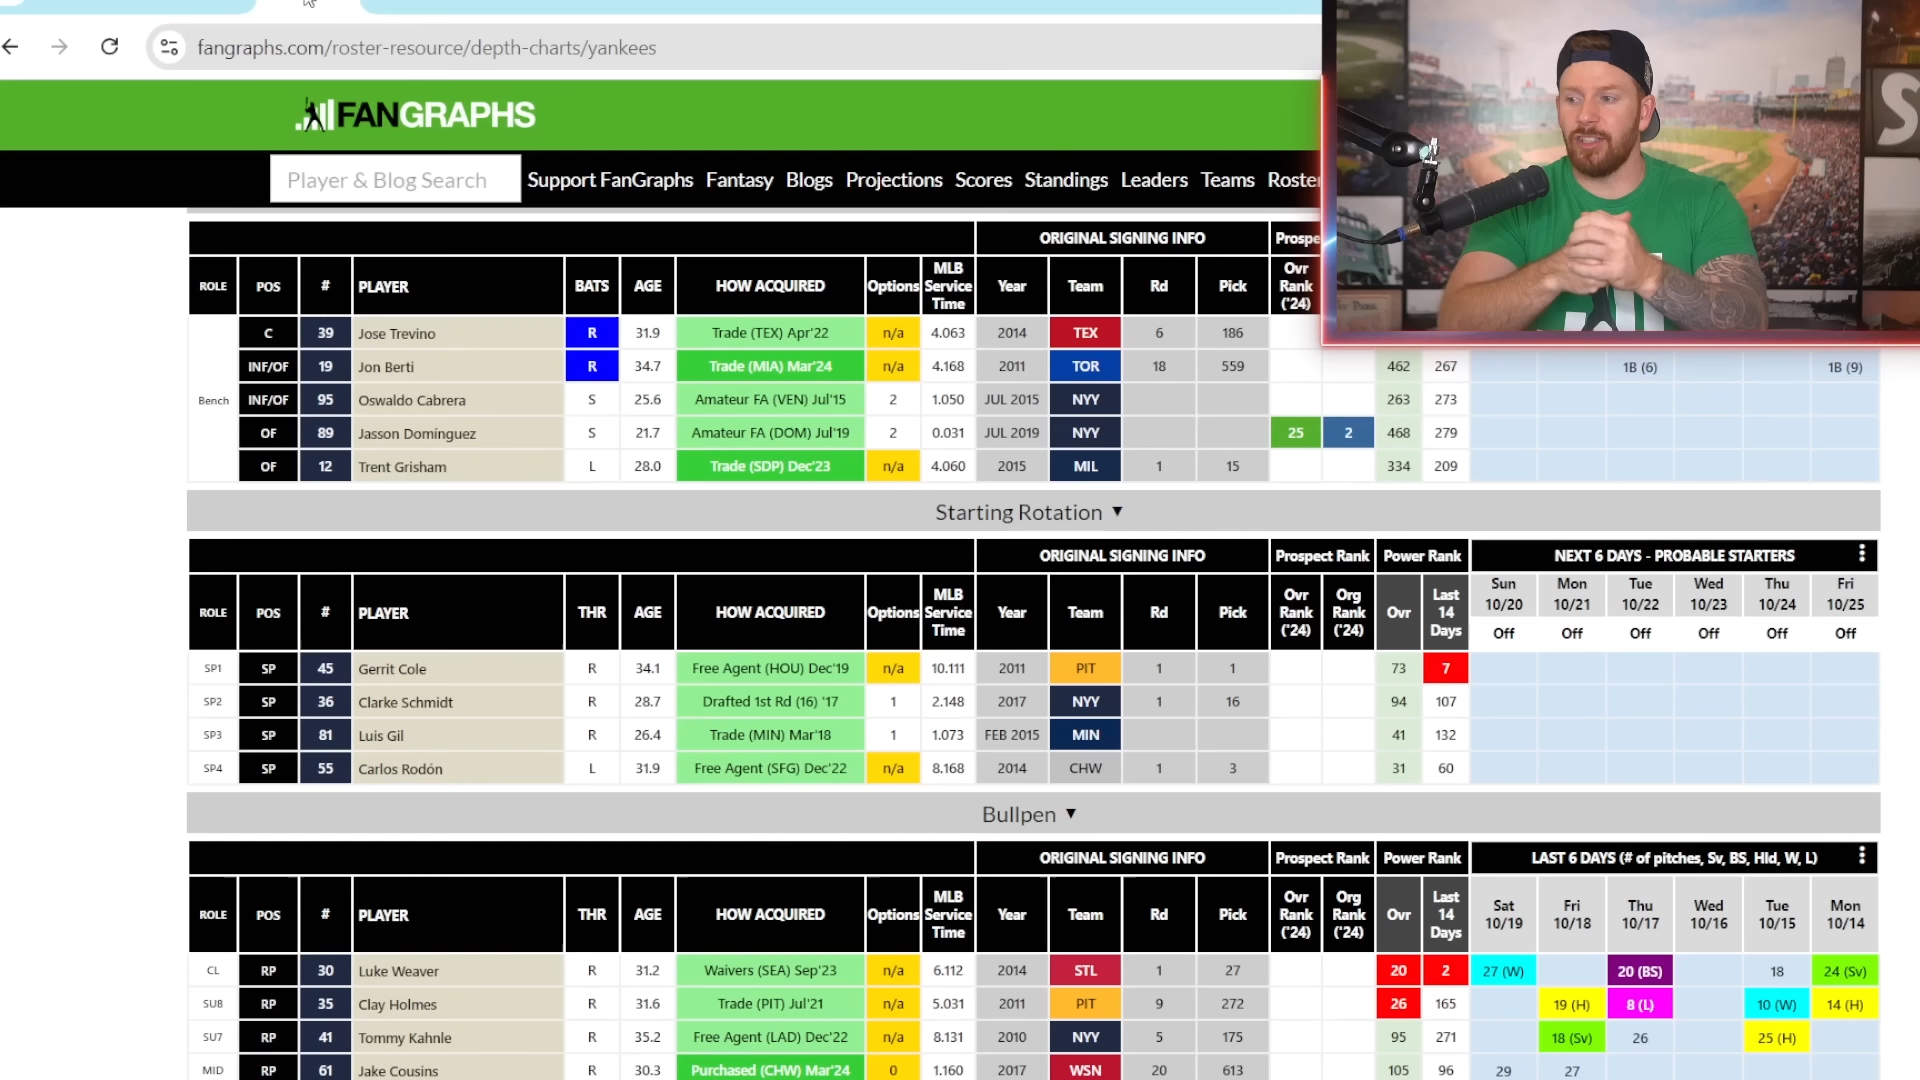 fangraphs.com/roster-resource/depth-charts/yankees
FANGRAPHS
Player & Blog Search Support FanGraphs Fantasy Blogs Projections Scores Standings Leaders Teams Roster
ORIGINAL SIGNING INFO Prospe
ROLE POS # PLAYER BATS AGE HOW ACQUIRED Options MLB Service Time Year Team Rd Pick Ovr Rank ('24)
C 39 Jose Trevino R 31.9 Trade (TEX) Apr'22 n/a 4.063 2014 TEX 6 186
INF/OF 19 Jon Berti R 34.7 Trade (MIA) Mar'24 n/a 4.168 2011 TOR 18 559 462 267 1B (6) 1B (9)
Bench INF/OF 95 Oswaldo Cabrera S 25.6 Amateur FA (VEN) Jul'15 2 1.050 JUL 2015 NYY 263 273
OF 89 Jasson Domínguez S 21.7 Amateur FA (DOM) Jul'19 2 0.031 JUL 2019 NYY 25 2 468 279
OF 12 Trent Grisham L 28.0 Trade (SDP) Dec'23 n/a 4.060 2015 MIL 1 15 334 209
Starting Rotation ▼
ORIGINAL SIGNING INFO Prospect Rank Power Rank NEXT 6 DAYS - PROBABLE STARTERS
ROLE POS # PLAYER THR AGE HOW ACQUIRED Options MLB Service Time Year Team Rd Pick Ovr Rank ('24) Org Rank ('24) Ovr Last 14 Days Sun 10/20 Mon 10/21 Tue 10/22 Wed 10/23 Thu 10/24 Fri 10/25
Off Off Off Off Off Off
SP1 SP 45 Gerrit Cole R 34.1 Free Agent (HOU) Dec'19 n/a 10.111 2011 PIT 1 1 73 7
SP2 SP 36 Clarke Schmidt R 28.7 Drafted 1st Rd (16) '17 1 2.148 2017 NYY 1 16 94 107
SP3 SP 81 Luis Gil R 26.4 Trade (MIN) Mar'18 1 1.073 FEB 2015 MIN 41 132
SP4 SP 55 Carlos Rodón L 31.9 Free Agent (SFG) Dec'22 n/a 8.168 2014 CHW 1 3 31 60
Bullpen ▼
ORIGINAL SIGNING INFO Prospect Rank Power Rank LAST 6 DAYS (# of pitches, Sv, BS, Hld, W, L)
ROLE POS # PLAYER THR AGE HOW ACQUIRED Options MLB Service Time Year Team Rd Pick Ovr Rank ('24) Org Rank ('24) Ovr Last 14 Days Sat 10/19 Fri 10/18 Thu 10/17 Wed 10/16 Tue 10/15 Mon 10/14
CL RP 30 Luke Weaver R 31.2 Waivers (SEA) Sep'23 n/a 6.112 2014 STL 1 27 20 2 27 (W) 20 (BS) 18 24 (Sv)
SU8 RP 35 Clay Holmes R 31.6 Trade (PIT) Jul'21 n/a 5.031 2011 PIT 9 272 26 165 19 (H) 8 (L) 10 (W) 14 (H)
SU7 RP 41 Tommy Kahnle R 35.2 Free Agent (LAD) Dec'22 n/a 8.131 2010 NYY 5 175 95 271 18 (Sv) 26 25 (H)
MID RP 61 Jake Cousins R 30.3 Purchased (CHW) Mar'24 0 1.160 2017 WSN 20 613 105 96 29 27